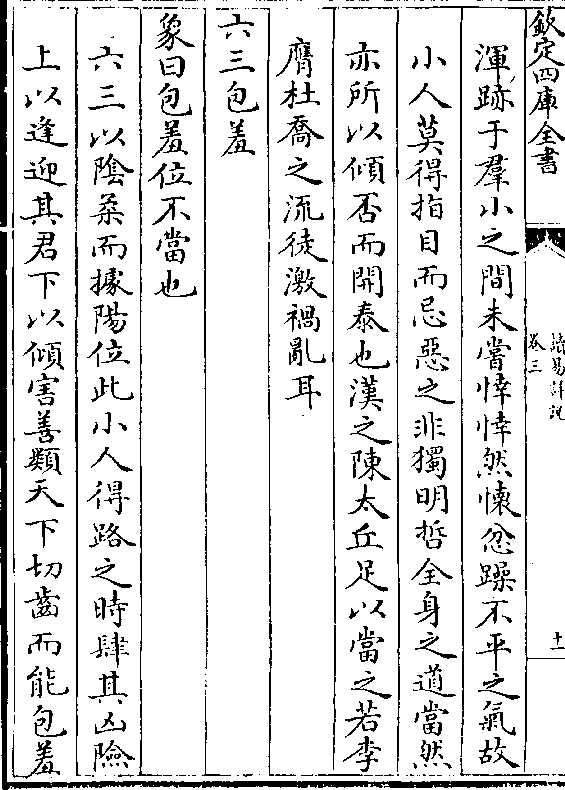 欽定四庫全書
讀易詳說
卷三
十一
渾跡于羣小之間未嘗悻悻然懷忿躁不平之氣故
小人莫得指目而忌惡之非獨明哲全身之道當然
亦所以傾否而開泰也漢之陳太丘足以當之若李
膺杜喬之流徒激禍亂耳
六三包羞
象曰包羞位不當也
六三以陰柔而據陽位此小人得路之時肆其凶險
上以逢迎其君下以傾害善類天下切齒而能包羞